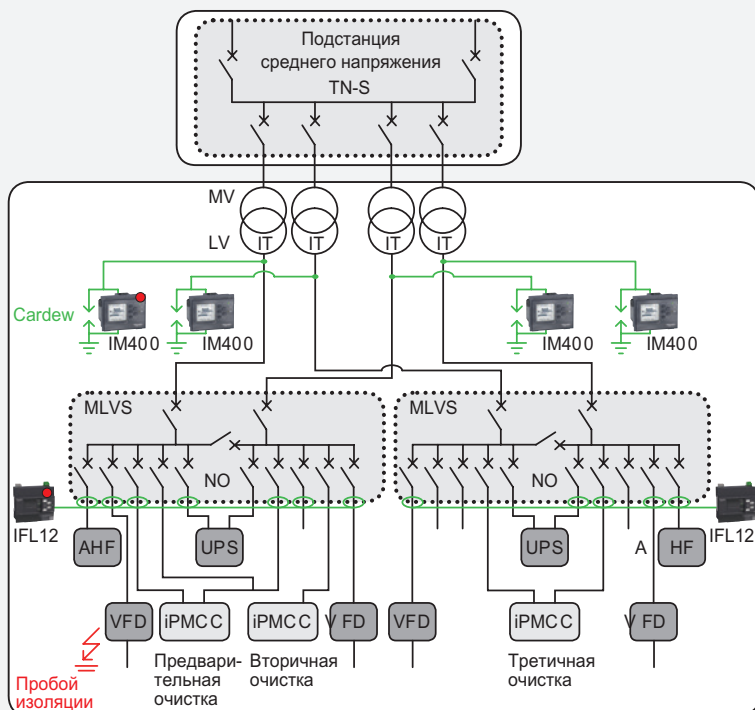 Подстанция
среднего напряжения
TN-S
MV
LV
IT
IT
IT
IT
Cardew
IM400
IM400
IM400
IM400
MLVS
MLVS
NO
NO
IFL12
IFL12
AHF
UPS
UPS
A
HF
VFD
iPMCC C
iPMCC C
V FD
VFD
iPMCC C
V FD
Пробой
изоляции
Предвари-
тельная
очистка
Вторичная
очистка
Третичная
очистка